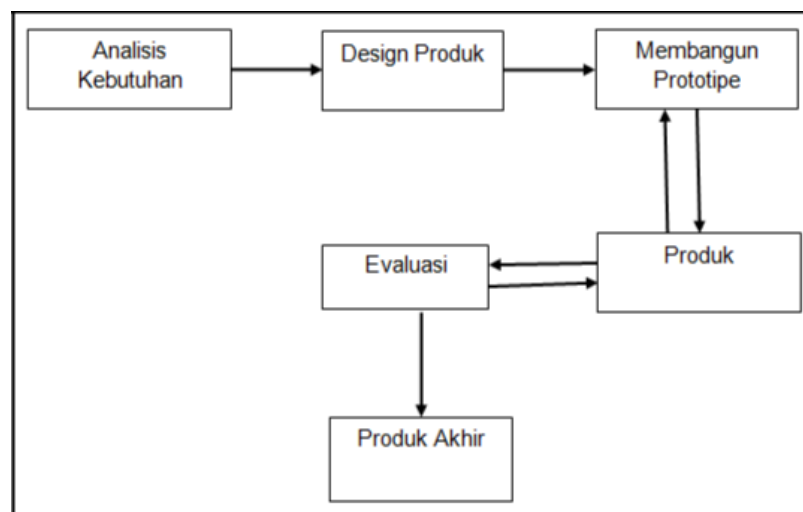 Analisis
Kebutuhan
Design Produk
Membangun
Prototipe
Produk
Evaluasi
Produk Akhir